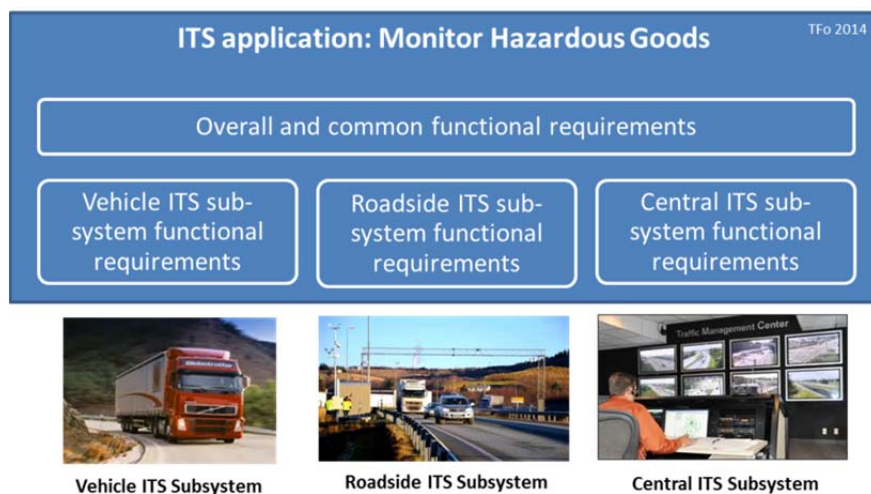 ITS application: Monitor Hazardous Goods
TFo 2014
Overall and common functional requirements
Vehicle ITS sub-
system functional
requirements
Roadside ITS sub-
system functional
requirements
Central ITS sub-
system functional
requirements
Globetrotter
VOLVO
Traffic Management Center
Vehicle ITS Subsystem
Roadside ITS Subsystem
Central ITS Subsystem